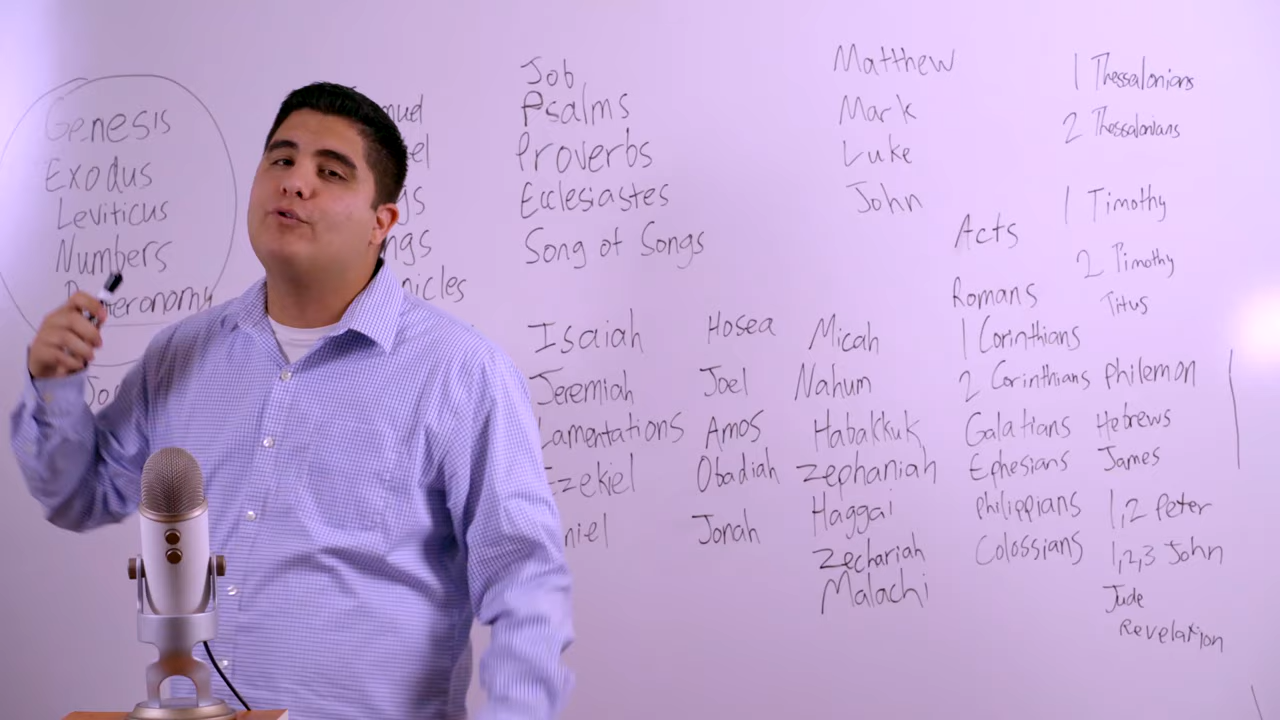 Genesis
Exodus
Leviticus
Numbers
Job
Psalms
Proverbs
Ecclesiastes
Song of Songs
Isaiah
Jeremiah
Lamentations
Ezekiel
Hosea
Joel
Amos
Obadiah
Jonah
Micah
Nahum
Habakkuk
Zephaniah
Haggai
Zechariah
Malachi
Matthew
Mark
Luke
John
Acts
Romans
1 Corinthians
2 Corinthians
Galatians
Ephesians
Philippians
Colossians
1 Thessalonians
2 Thessalonians
1 Timothy
2 Timothy
Titus
Philemon
Hebrews
James
1,2 Peter
1,2,3 John
Jude
Revelation